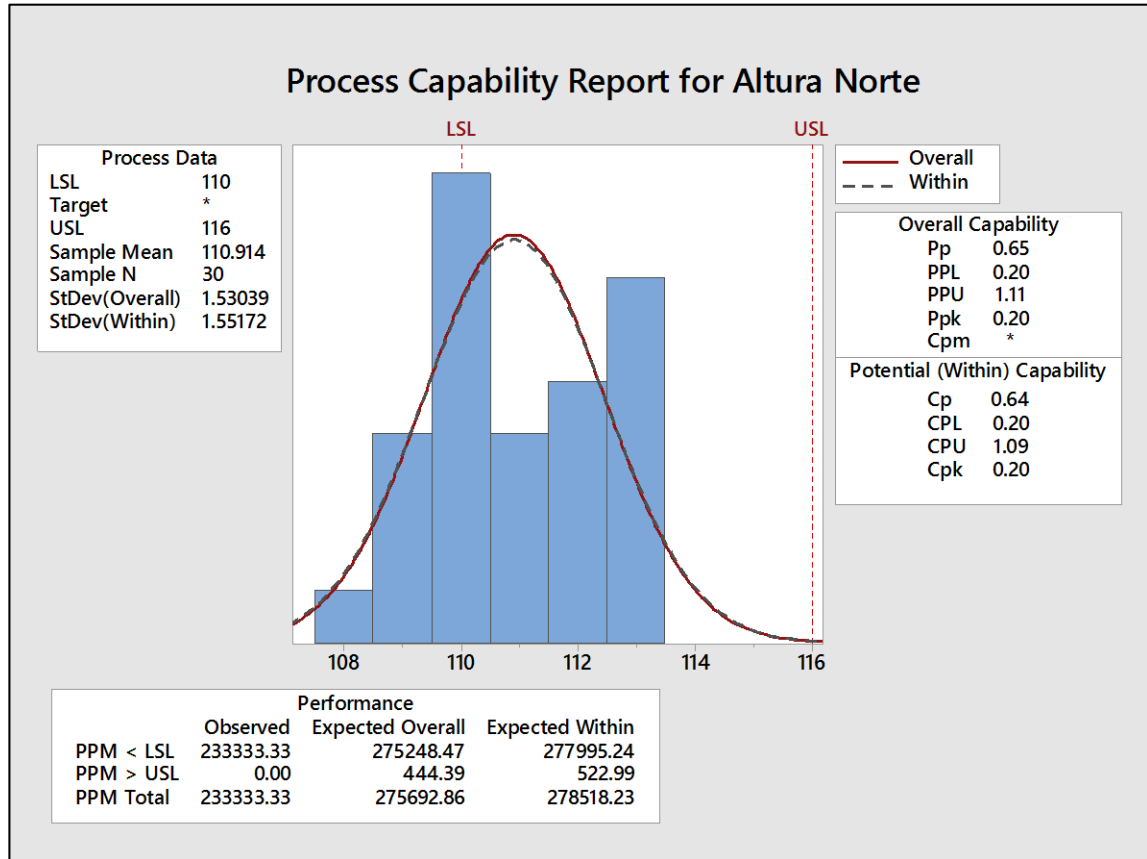 Process Capability Report for Altura Norte
LSL USL
Process Data
LSL 110
Target *
USL 116
Sample Mean 110.914
Sample N 30
StDev(Overall) 1.53039
StDev(Within) 1.55172
Overall
Within
Overall Capability
Pp 0.65
PPL 0.20
PPU 1.11
Ppk 0.20
Cpm *
Potential (Within) Capability
Cp 0.64
CPL 0.20
CPU 1.09
Cpk 0.20
108 110 112 114 116
Performance
Observed Expected Overall Expected Within
PPM < LSL 233333.33 275248.47 277995.24
PPM > USL 0.00 444.39 522.99
PPM Total 233333.33 275692.86 278518.23